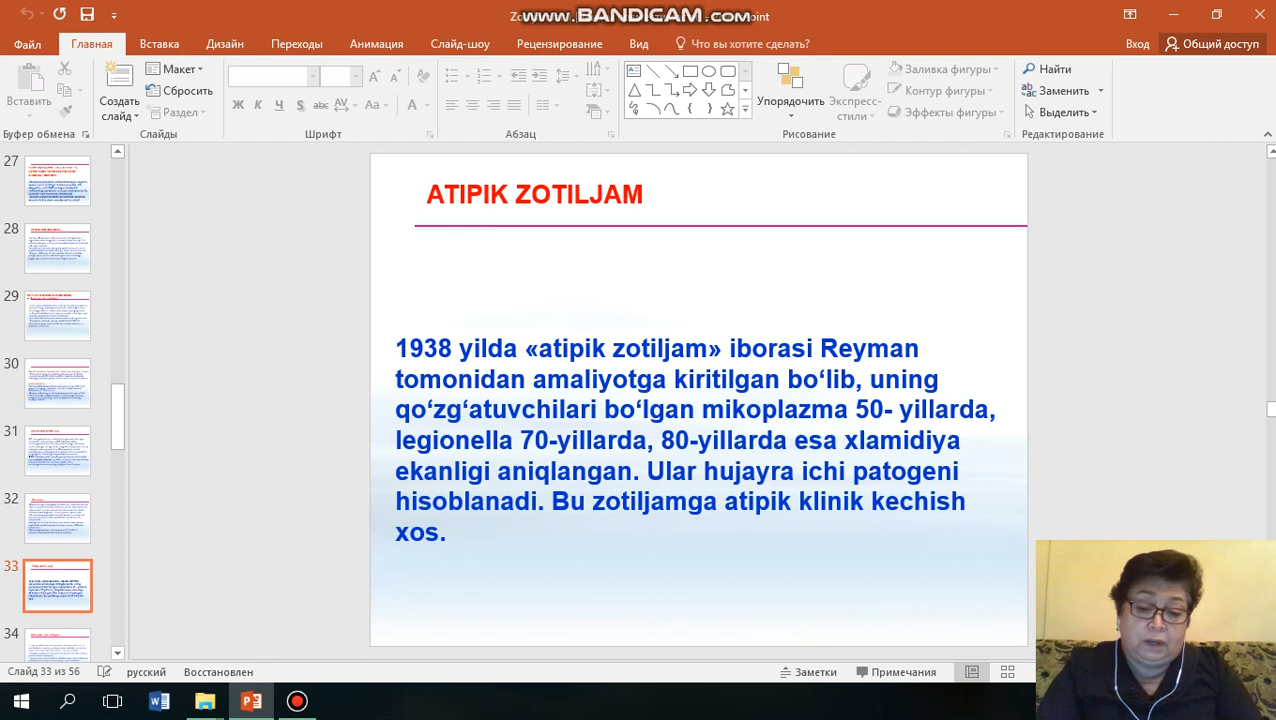 www.BANDICAM.com
Файл Главная Вставка Дизайн Переходы Анимация Слайд-шоу Рецензирование Вид Что вы хотите сделать? Вход Общий доступ
Вставить
Создать слайд
Макет
Сбросить
Раздел
Упорядочить
Экспресс-стили
Заливка фигуры
Контур фигуры
Эффекты фигуры
Найти
Заменить
Выделить
Буфер обмена Слайды Шрифт Абзац Рисование Редактирование
27
28
29
30
31
32
33
34
ATIPIK ZOTILJAM
1938 yilda «atipik zotiljam» iborasi Reyman
tomonidan amaliyotga kiritilgan bo‘lib, uning
qo‘zg‘atuvchilari bo‘lgan mikoplazma 50- yillarda,
legionella 70-yillarda, 80-yillarda esa xlamidiya
ekanligi aniqlangan. Ular hujayra ichi patogeni
hisoblanadi. Bu zotiljamga atipik klinik kechish
xos.
Слайд 33 из 56 русский Восстановлен Заметки Примечания